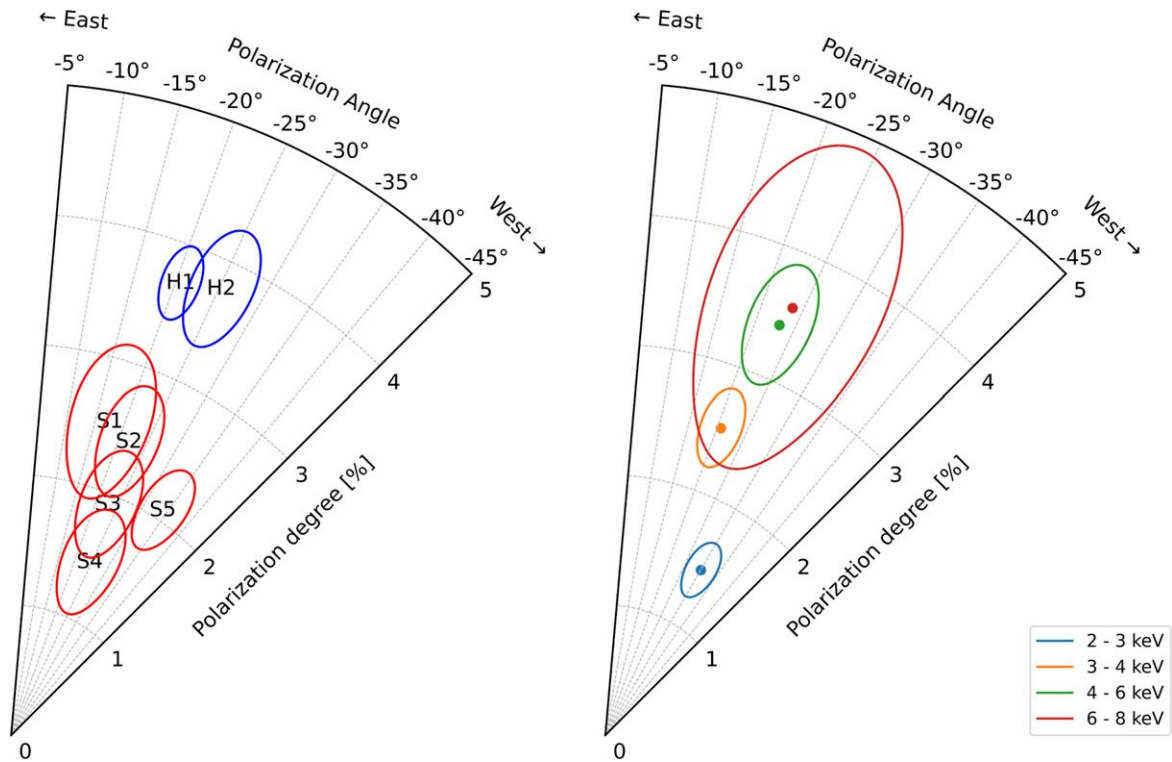 ← East
Polarization Angle
-5°
-10°
-15°
-20°
-25°
-30°
-35°
-40°
-45°
West →
5
4
3
2
1
0
Polarization degree [%]
H1
H2
S1
S2
S3
S5
S4
← East
Polarization Angle
-5°
-10°
-15°
-20°
-25°
-30°
-35°
-40°
-45°
West →
5
4
3
2
1
0
Polarization degree [%]
2 - 3 keV
3 - 4 keV
4 - 6 keV
6 - 8 keV